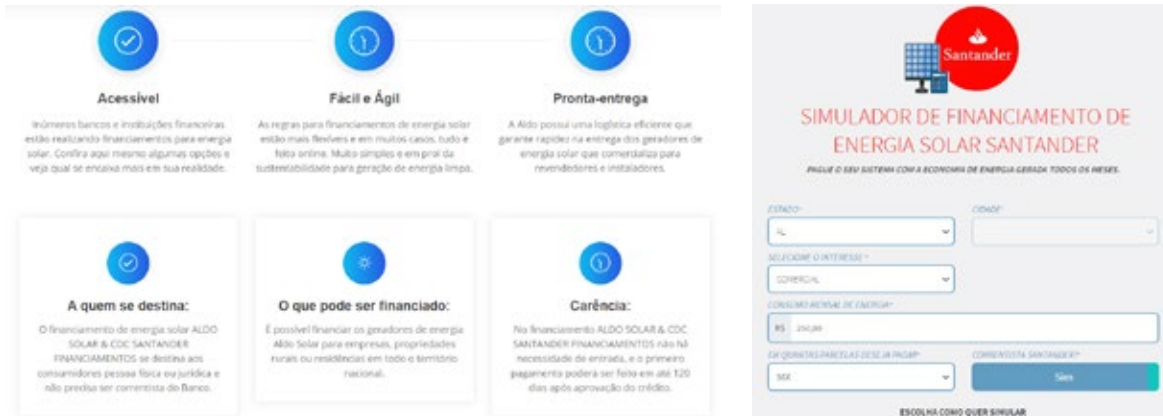 Acessível
Inúmeros bancos e instituições financeiras
estão realizando financiamentos para energia
solar. Confira aqui mesmo algumas opções e
veja qual se encaixa mais em sua realidade.
Fácil e Ágil
As regras para financiamentos de energia solar
estão mais flexíveis e em muitos casos, tudo é
feito online. Muito simples e em prol da
sustentabilidade para geração de energia limpa.
Pronta-entrega
A Aldo possui uma logística eficiente que
garante rapidez na entrega dos geradores de
energia solar que comercializa para
revendedores e instaladores.
A quem se destina:
O financiamento de energia solar ALDO
SOLAR & CDC SANTANDER
FINANCIAMENTOS se destina aos
consumidores pessoa física ou jurídica e
não precisa ser correntista do Banco.
O que pode ser financiado:
É possível financiar os geradores de energia
Aldo Solar para empresas, propriedades
rurais ou residências em todo o território
nacional.
Carência:
No financiamento ALDO SOLAR & CDC
SANTANDER FINANCIAMENTOS não há
necessidade de entrada, e o primeiro
pagamento poderá ser feito em até 120
dias após aprovação do crédito.
Santander
SIMULADOR DE FINANCIAMENTO DE
ENERGIA SOLAR SANTANDER
PAGUE O SEU SISTEMA COM A ECONOMIA DE ENERGIA GERADA TODOS OS MESES.
ESTADO*
CIDADE*
AL
SELECIONE O INTERESSE *
COMERCIAL
CONSUMO MENSAL DE ENERGIA*
R$
EM QUANTAS PARCELAS DESEJA PAGAR*
CORRENTISTA SANTANDER?*
Sim
ESCOLHA COMO QUER SIMULAR